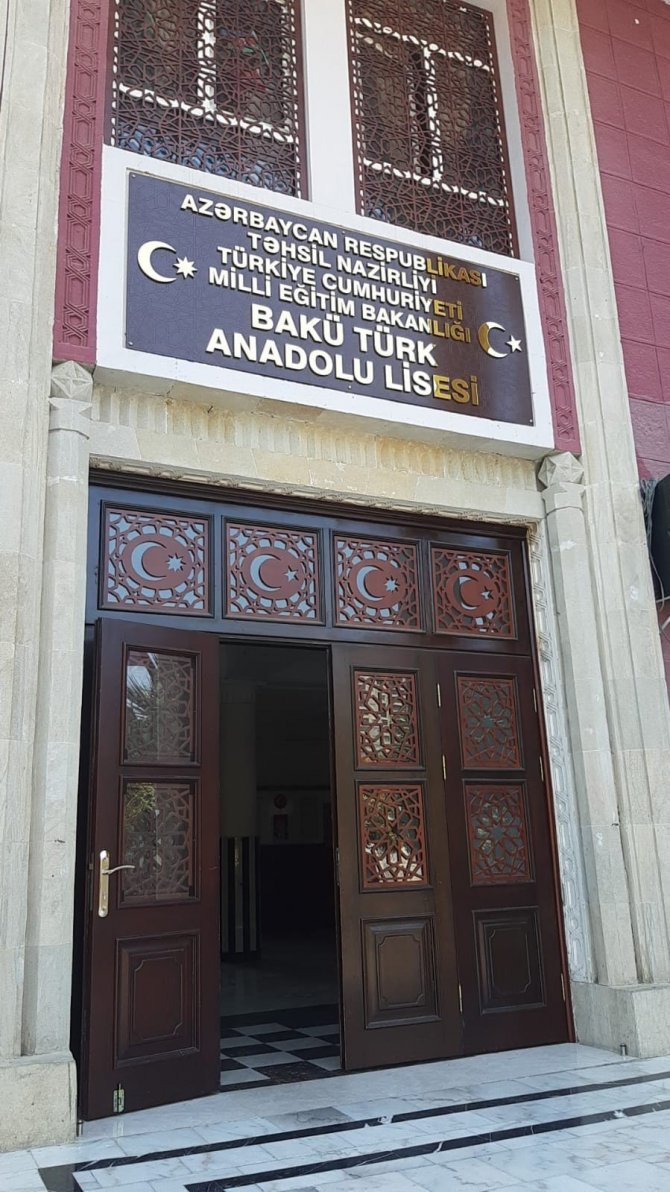 AZƏRBAYCAN RESPUBLİKASI
TƏHSİL NAZİRLİYİ
TÜRKİYE CUMHURİYETİ
MİLLİ EĞİTİM BAKANLIĞI
BAKÜ TÜRK
ANADOLU LİSESİ